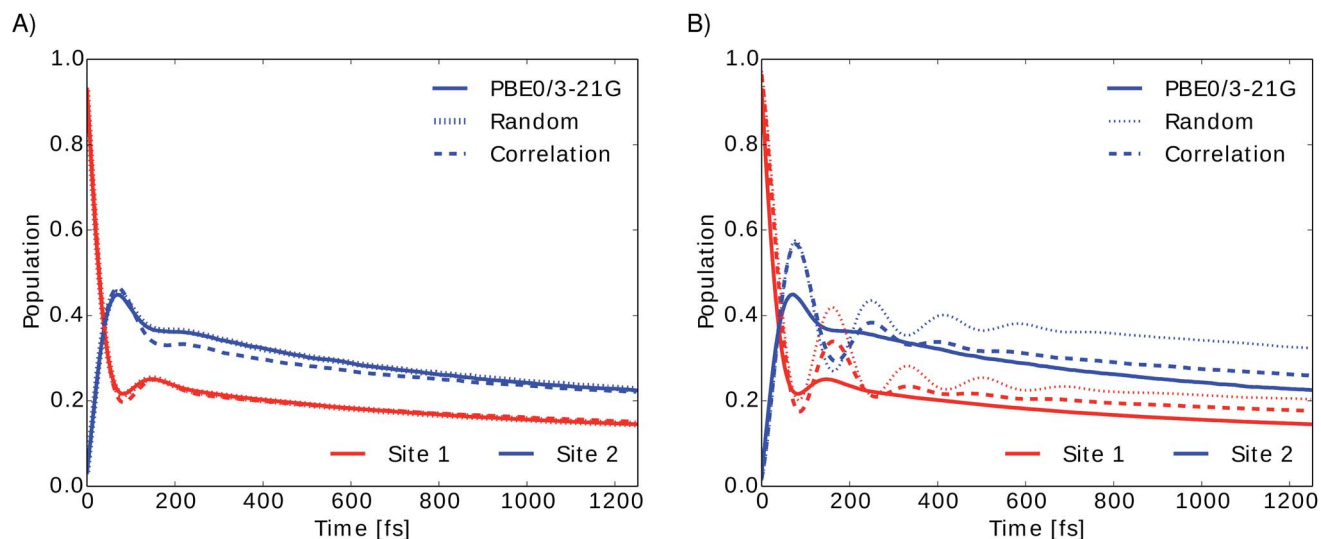 A)
1.0
0.8
0.6
0.4
0.2
0.0
Population
PBE0/3-21G
Random
Correlation
Site 1
Site 2
0
200
400
600
800
1000
1200
Time [fs]
B)
1.0
0.8
0.6
0.4
0.2
0.0
Population
PBE0/3-21G
Random
Correlation
Site 1
Site 2
0
200
400
600
800
1000
1200
Time [fs]